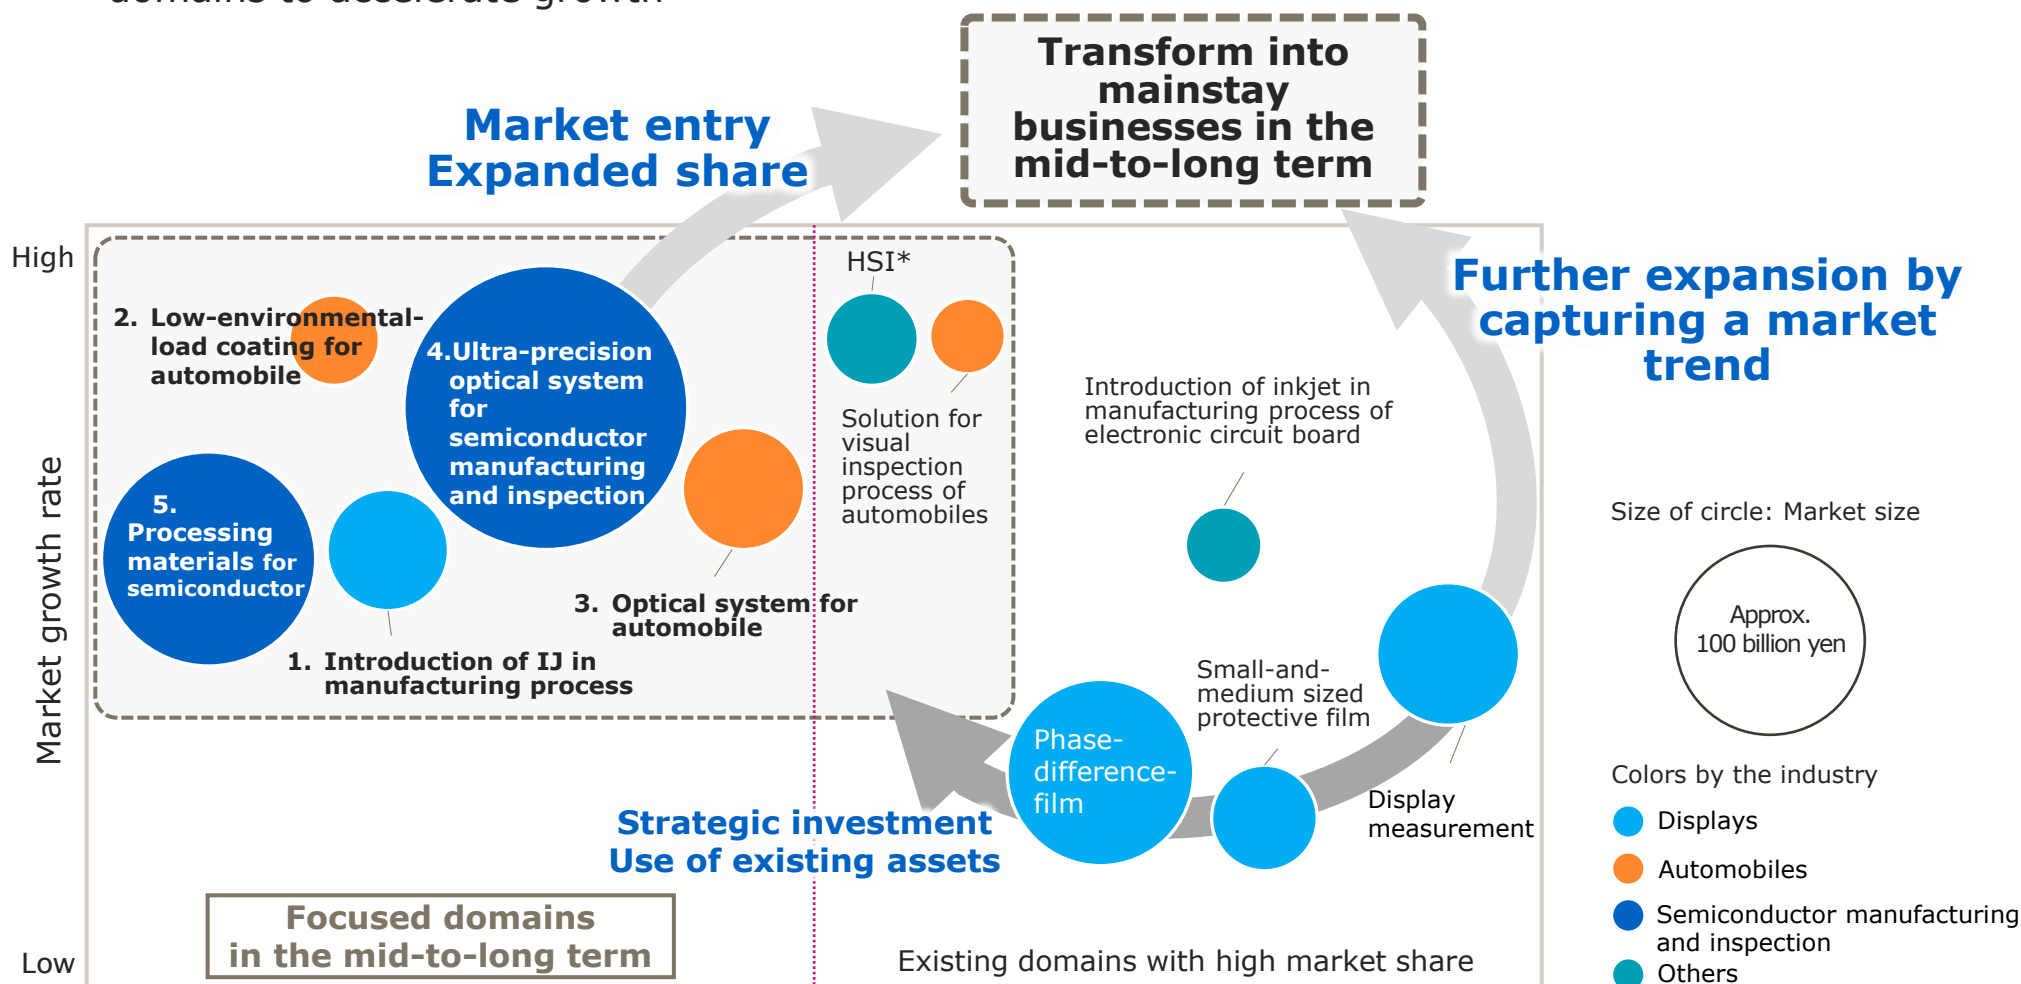 domains to accelerate growth
Transform into
mainstay
businesses in the
mid-to-long term
Market entry
Expanded share
High
HSI*
2. Low-environmental-
load coating for
automobile
4.Ultra-precision
optical system
for
semiconductor
manufacturing
and inspection
Further expansion by
capturing a market
trend
Introduction of inkjet in
manufacturing process of
electronic circuit board
Solution for
visual
inspection
process of
automobiles
Market growth rate
5.
Processing
materials for
semiconductor
3. Optical system for
automobile
1. Introduction of IJ in
manufacturing process
Size of circle: Market size
Approx.
100 billion yen
Small-and-
medium sized
protective film
Phase-
difference-
film
Display
measurement
Strategic investment
Use of existing assets
Colors by the industry
Displays
Automobiles
Semiconductor manufacturing
and inspection
Others
Focused domains
in the mid-to-long term
Low
Existing domains with high market share